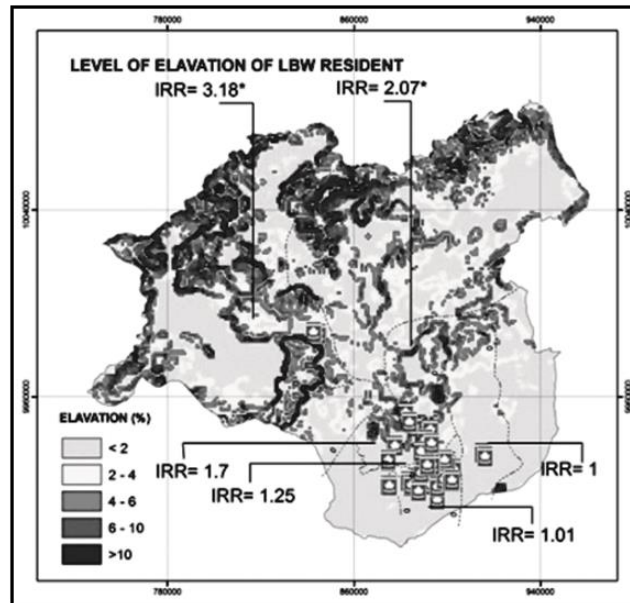 780000 860000 940000
LEVEL OF ELAVATION OF LBW RESIDENT
IRR= 3.18* IRR= 2.07*
10040000 10040000
9960000 9960000
ELAVATION (%)
< 2
2 - 4
4 - 6
6 - 10
>10
IRR= 1.7
IRR= 1.25
IRR= 1
IRR= 1.01
780000 860000 940000